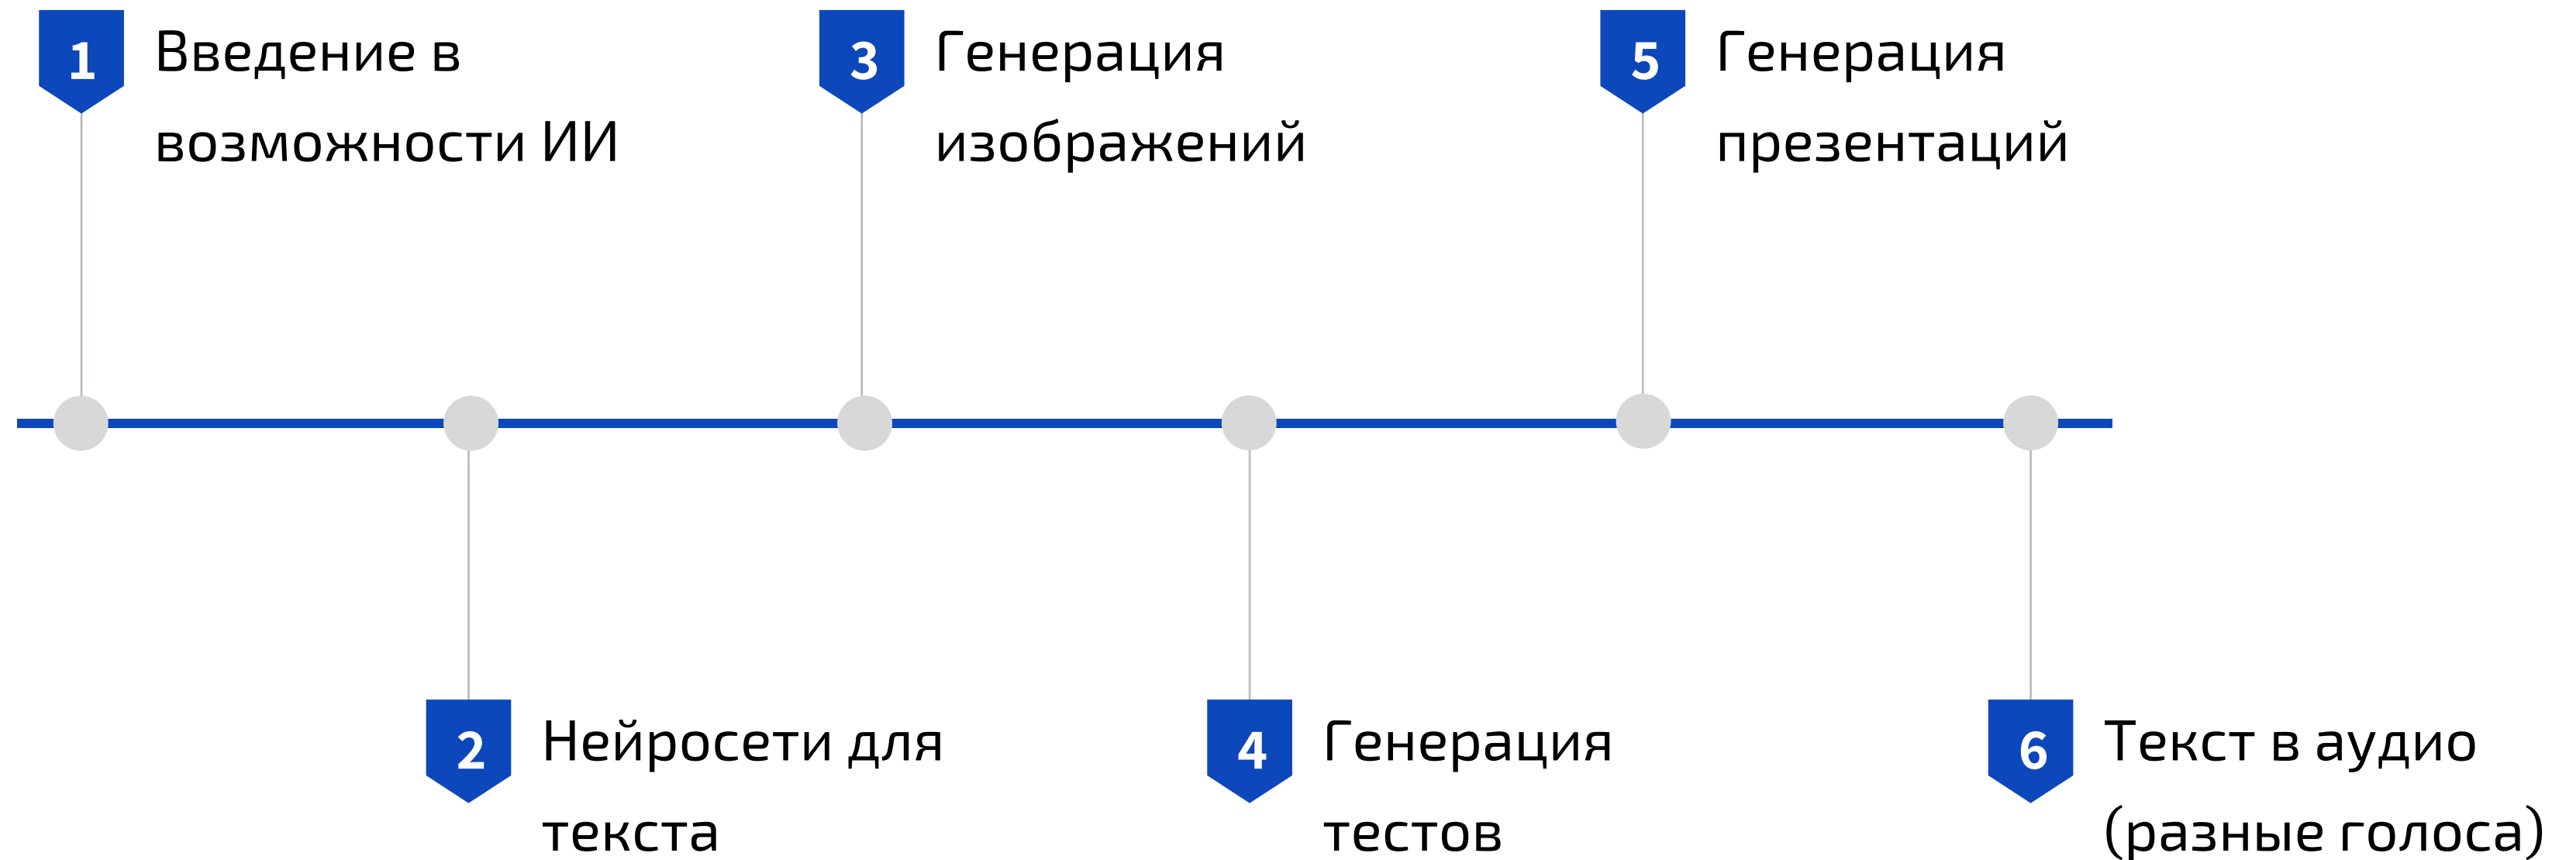 1
Введение в
возможности ИИ
2
Нейросети для
текста
3
Генерация
изображений
4
Генерация
тестов
5
Генерация
презентаций
6
Текст в аудио
(разные голоса)